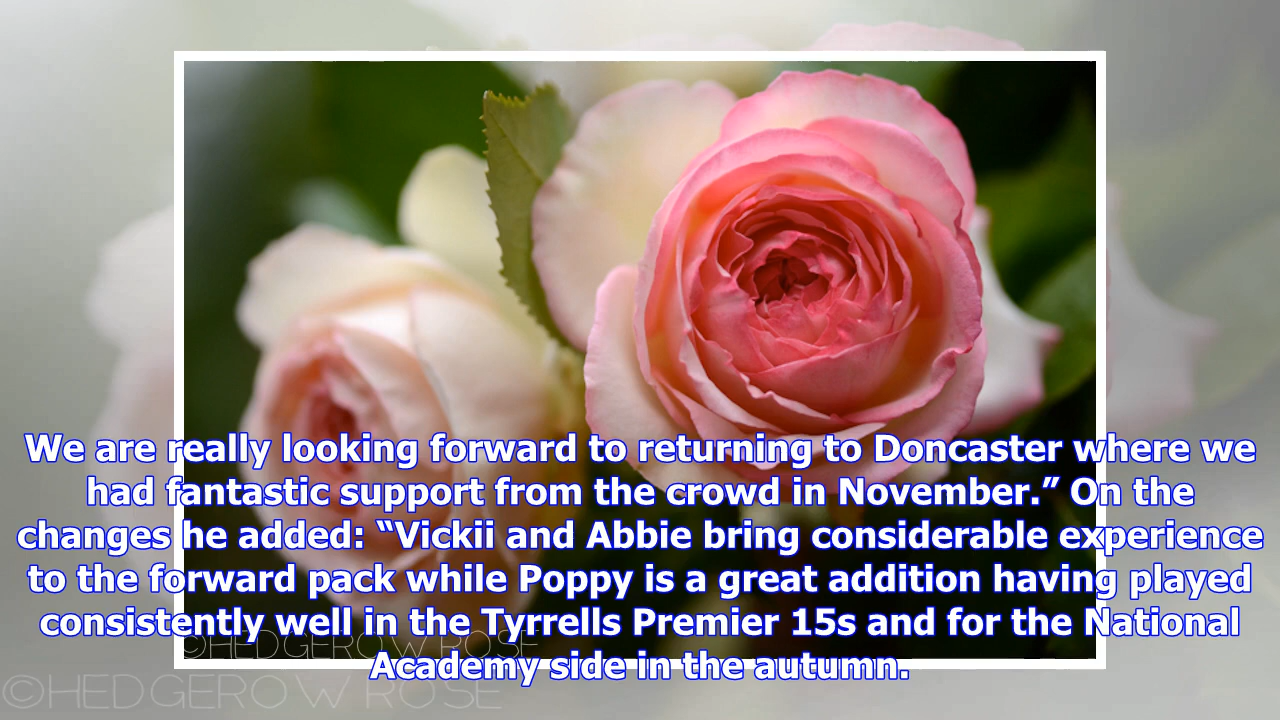 We are really looking forward to returning to Doncaster where we
had fantastic support from the crowd in November.” On the
changes he added: “Vickii and Abbie bring considerable experience
to the forward pack while Poppy is a great addition having played
consistently well in the Tyrrells Premier 15s and for the National
©HEDGEROW ROSE
Academy side in the autumn.
©HEDGEROW ROSE